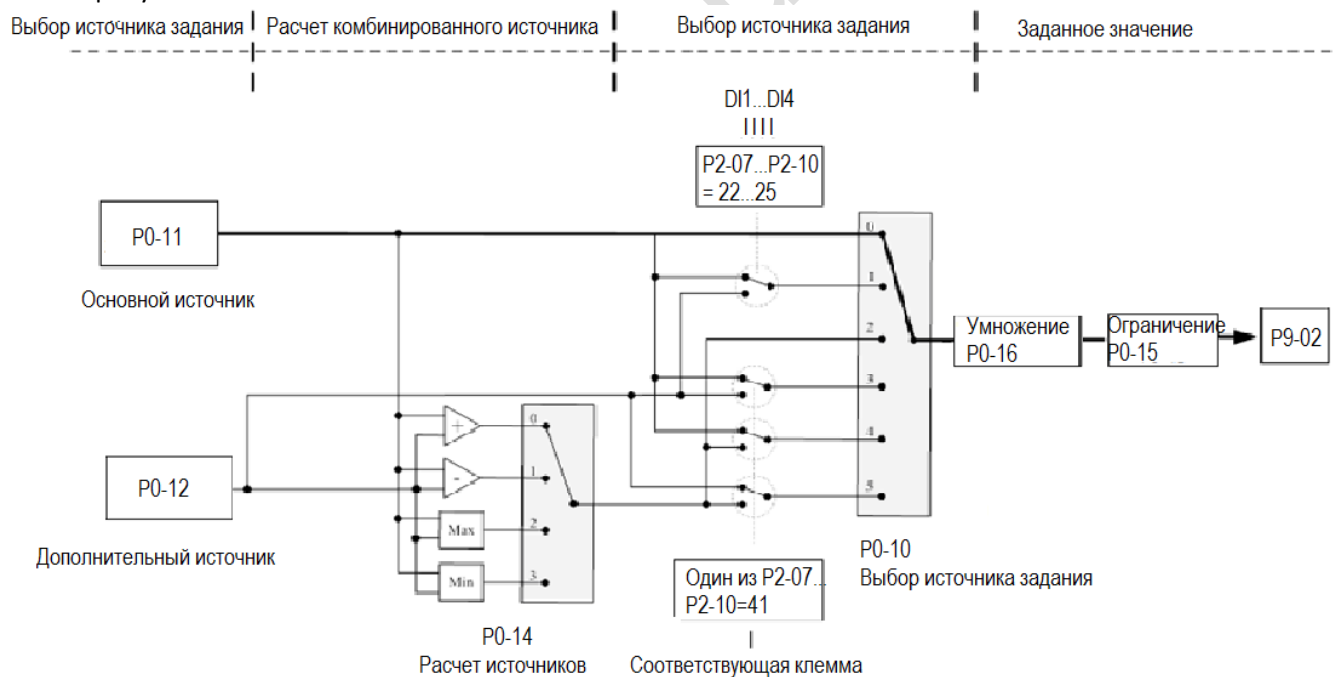 Выбор источника задания
Расчет комбинированного источника
Выбор источника задания
Заданное значение
DI1...DI4
P2-07...P2-10
= 22...25
P0-11
Основной источник
0
1
2
3
4
Умножение
P0-16
Ограничение
P0-15
P9-02
P0-12
Дополнительный источник
+
-
Max
Min
0
1
2
3
P0-14
Расчет источников
Один из P2-07...
P2-10=41
Соответствующая клемма
P0-10
Выбор источника задания